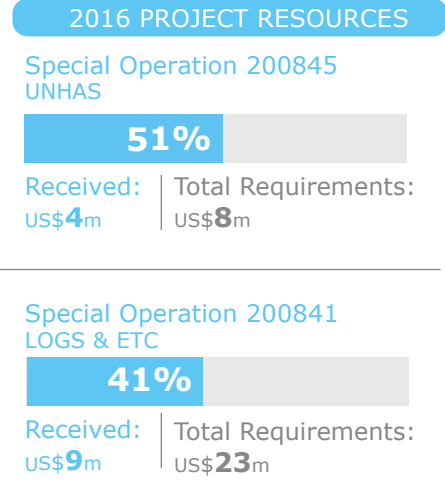 2016 PROJECT RESOURCES
Special Operation 200845
UNHAS
51%
Received:
US$4m
Total Requirements:
US$8m
Special Operation 200841
LOGS & ETC
41%
Received:
US$9m
Total Requirements:
US$23m